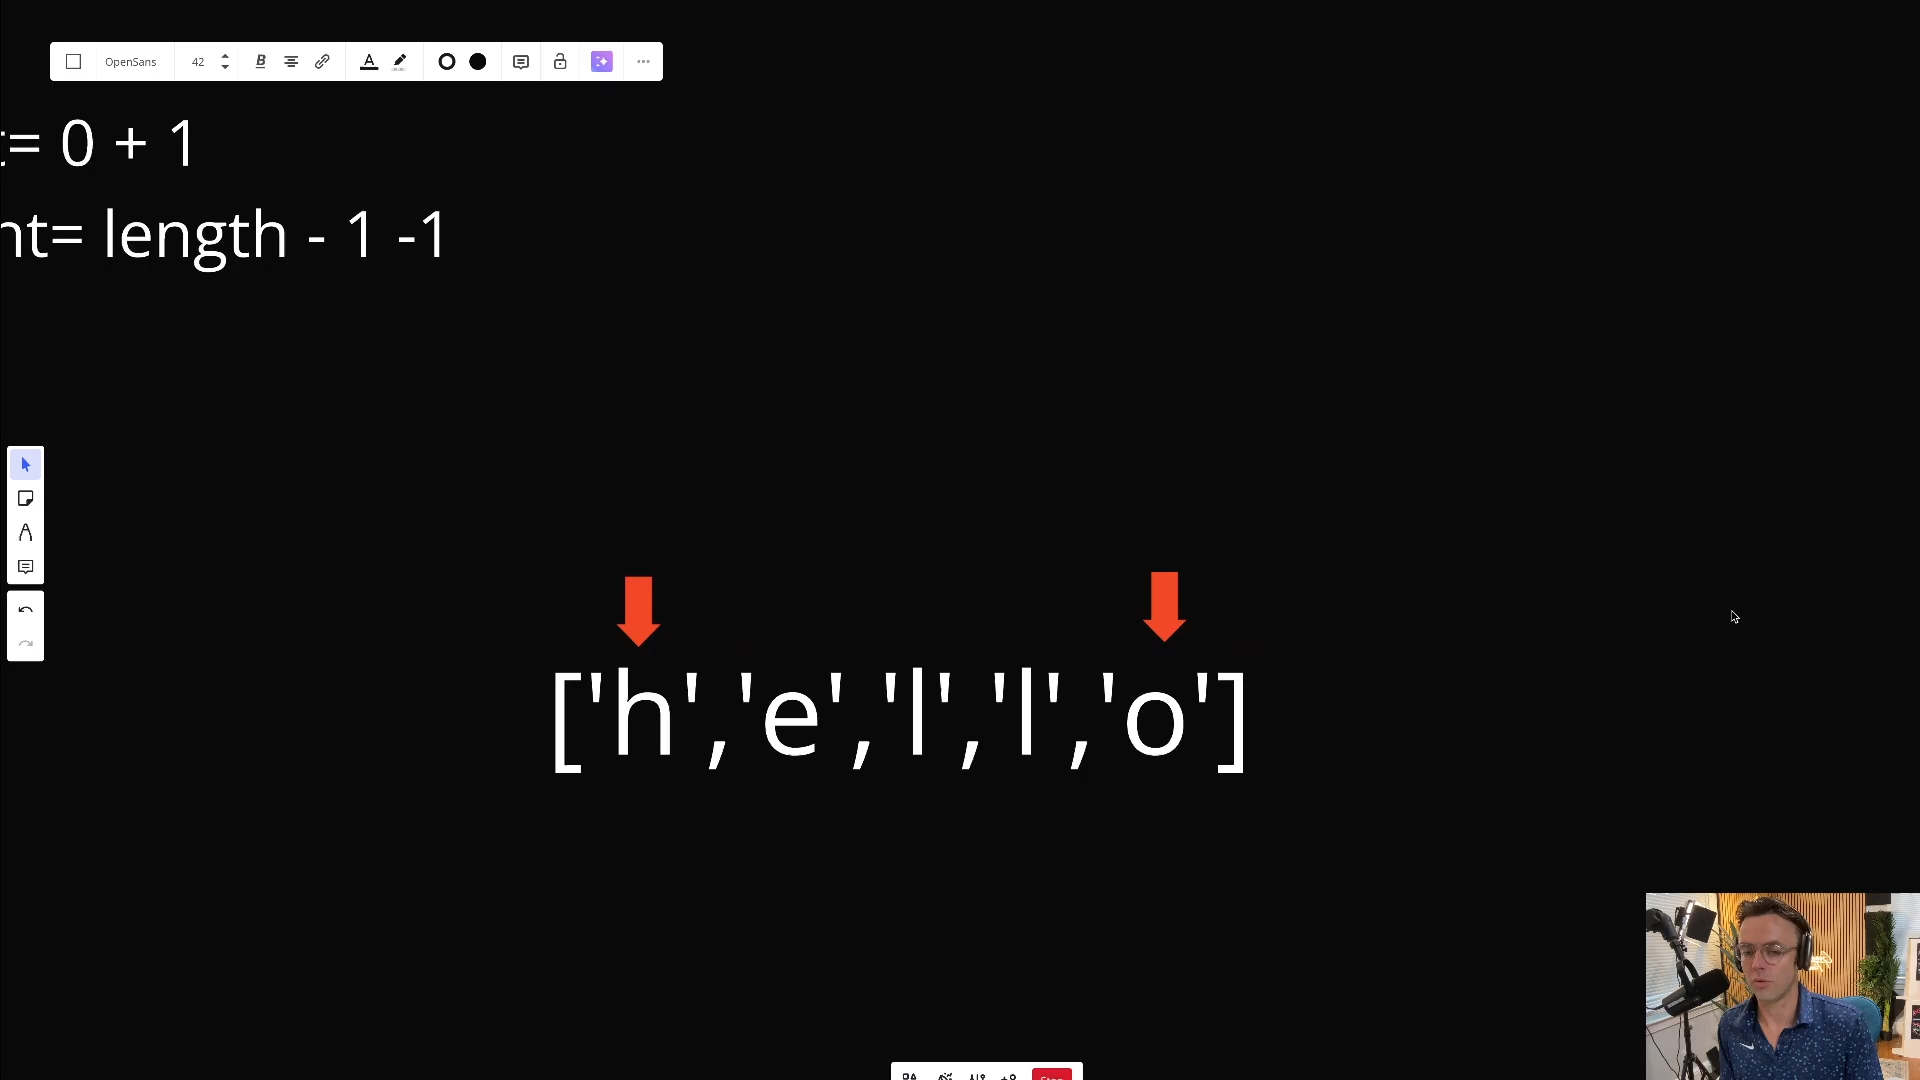 OpenSans 42 B A
t= 0 + 1
nt= length - 1 -1
['h','e','l','l','o']